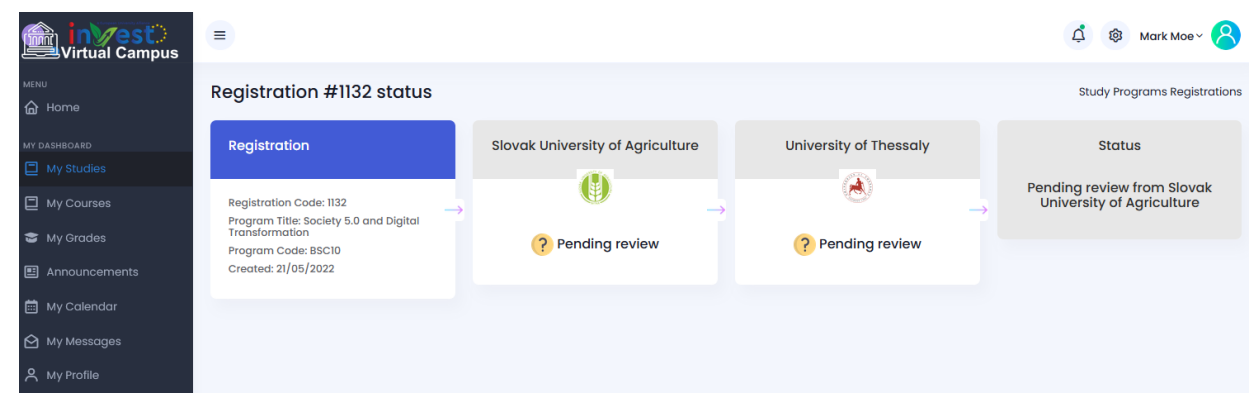 invest
Virtual Campus
Mark Moe
MENU
Home
MY DASHBOARD
My Studies
My Courses
My Grades
Announcements
My Calendar
My Messages
My Profile
Registration #1132 status
Study Programs Registrations
Registration
Registration Code: 1132
Program Title: Society 5.0 and Digital
Transformation
Program Code: BSC10
Created: 21/05/2022
Slovak University of Agriculture
? Pending review
University of Thessaly
? Pending review
Status
Pending review from Slovak
University of Agriculture